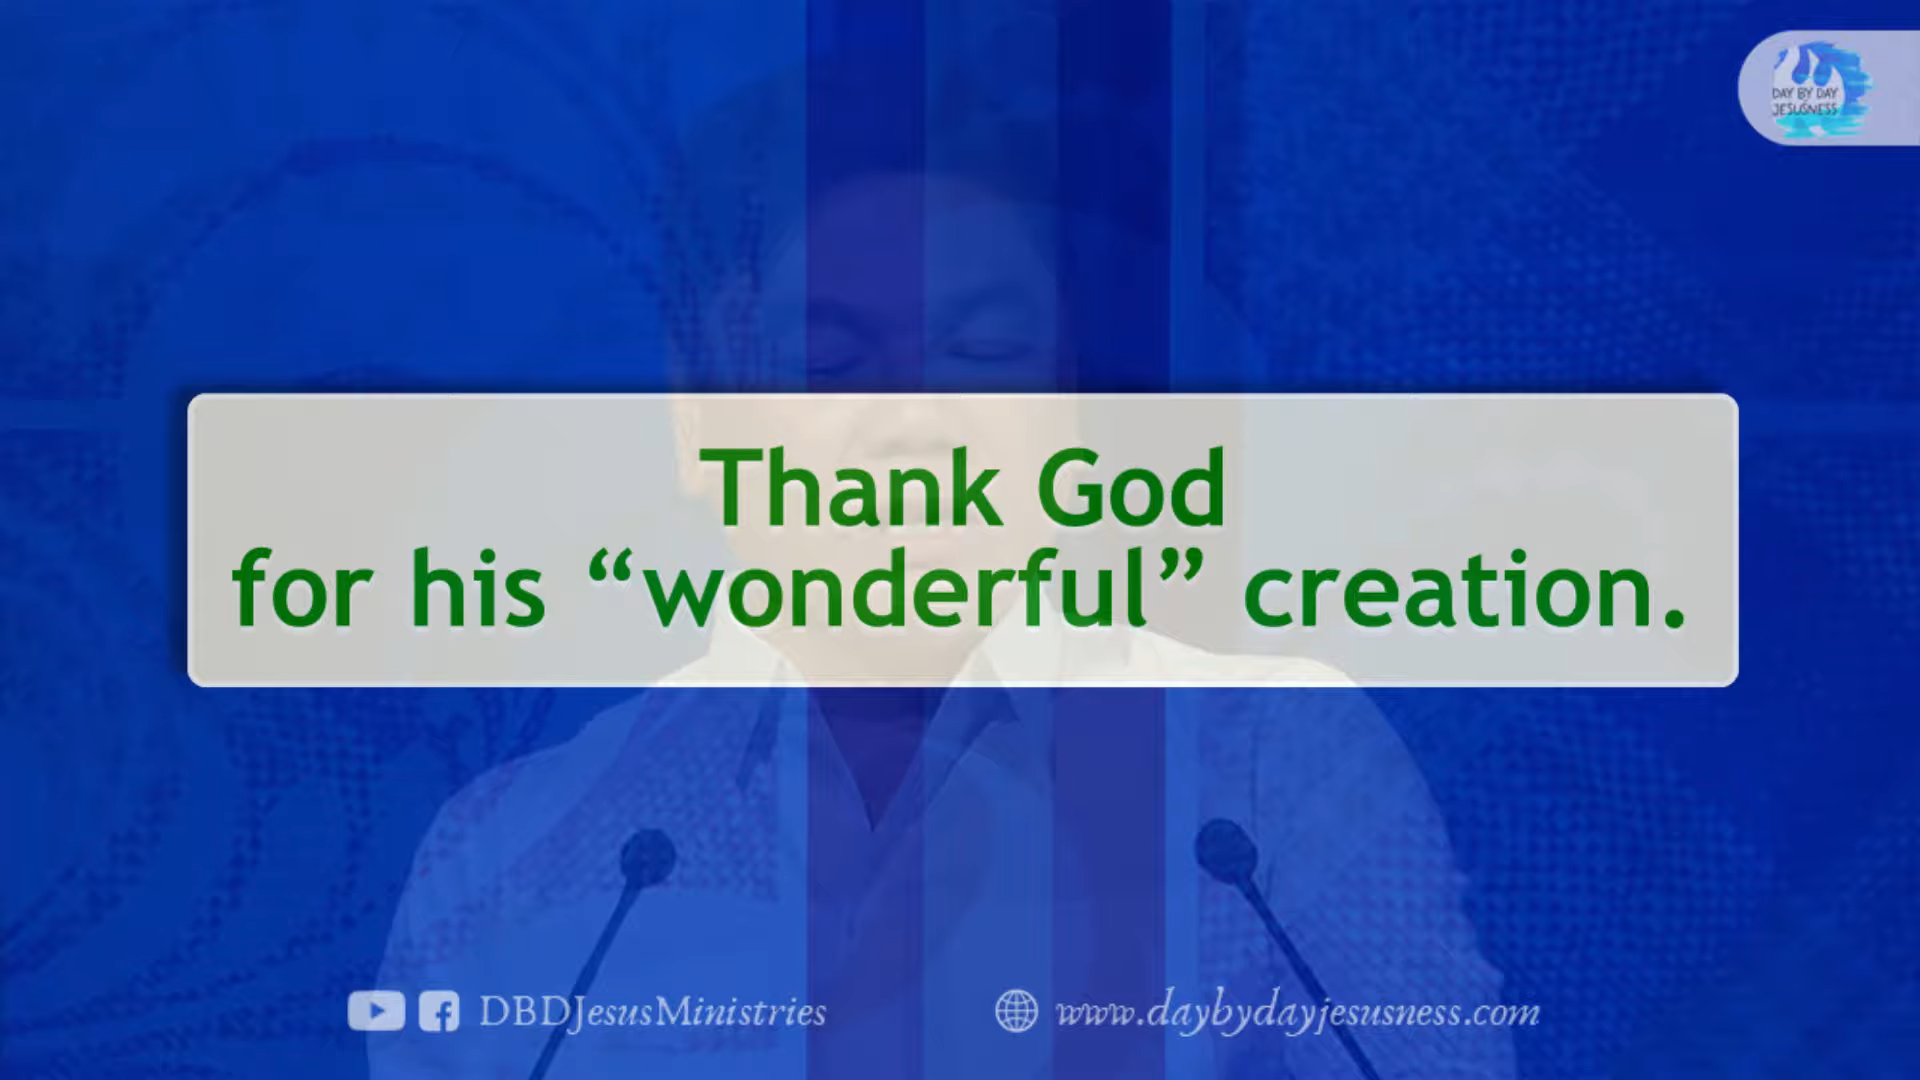 DAY BY DAY
JESUSNESS
Thank God
for his “wonderful” creation.
DBDJesusMinistries
www.daybydayjesusness.com